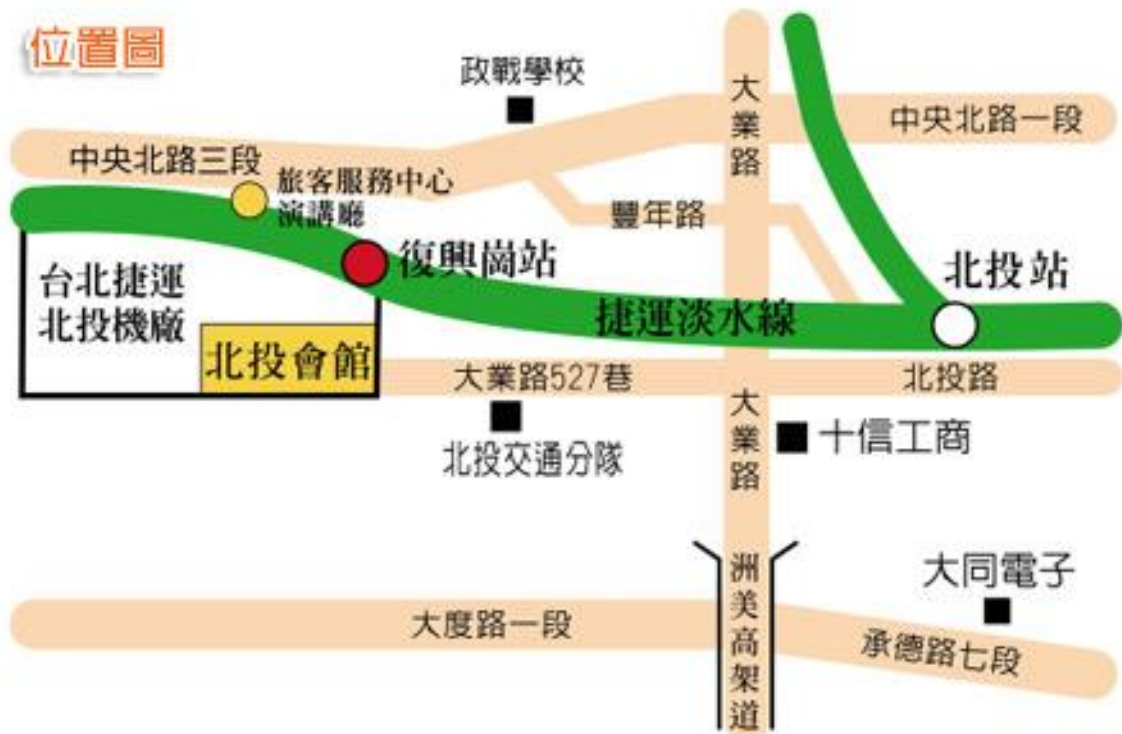 位置圖
政戰學校
大業路
中央北路一段
中央北路三段
旅客服務中心
演講廳
豐年路
復興崗站
北投站
台北捷運
北投機廠
捷運淡水線
北投會館
大業路527巷
北投路
大業路
十信工商
北投交通分隊
洲美高架道
大同電子
大度路一段
承德路七段